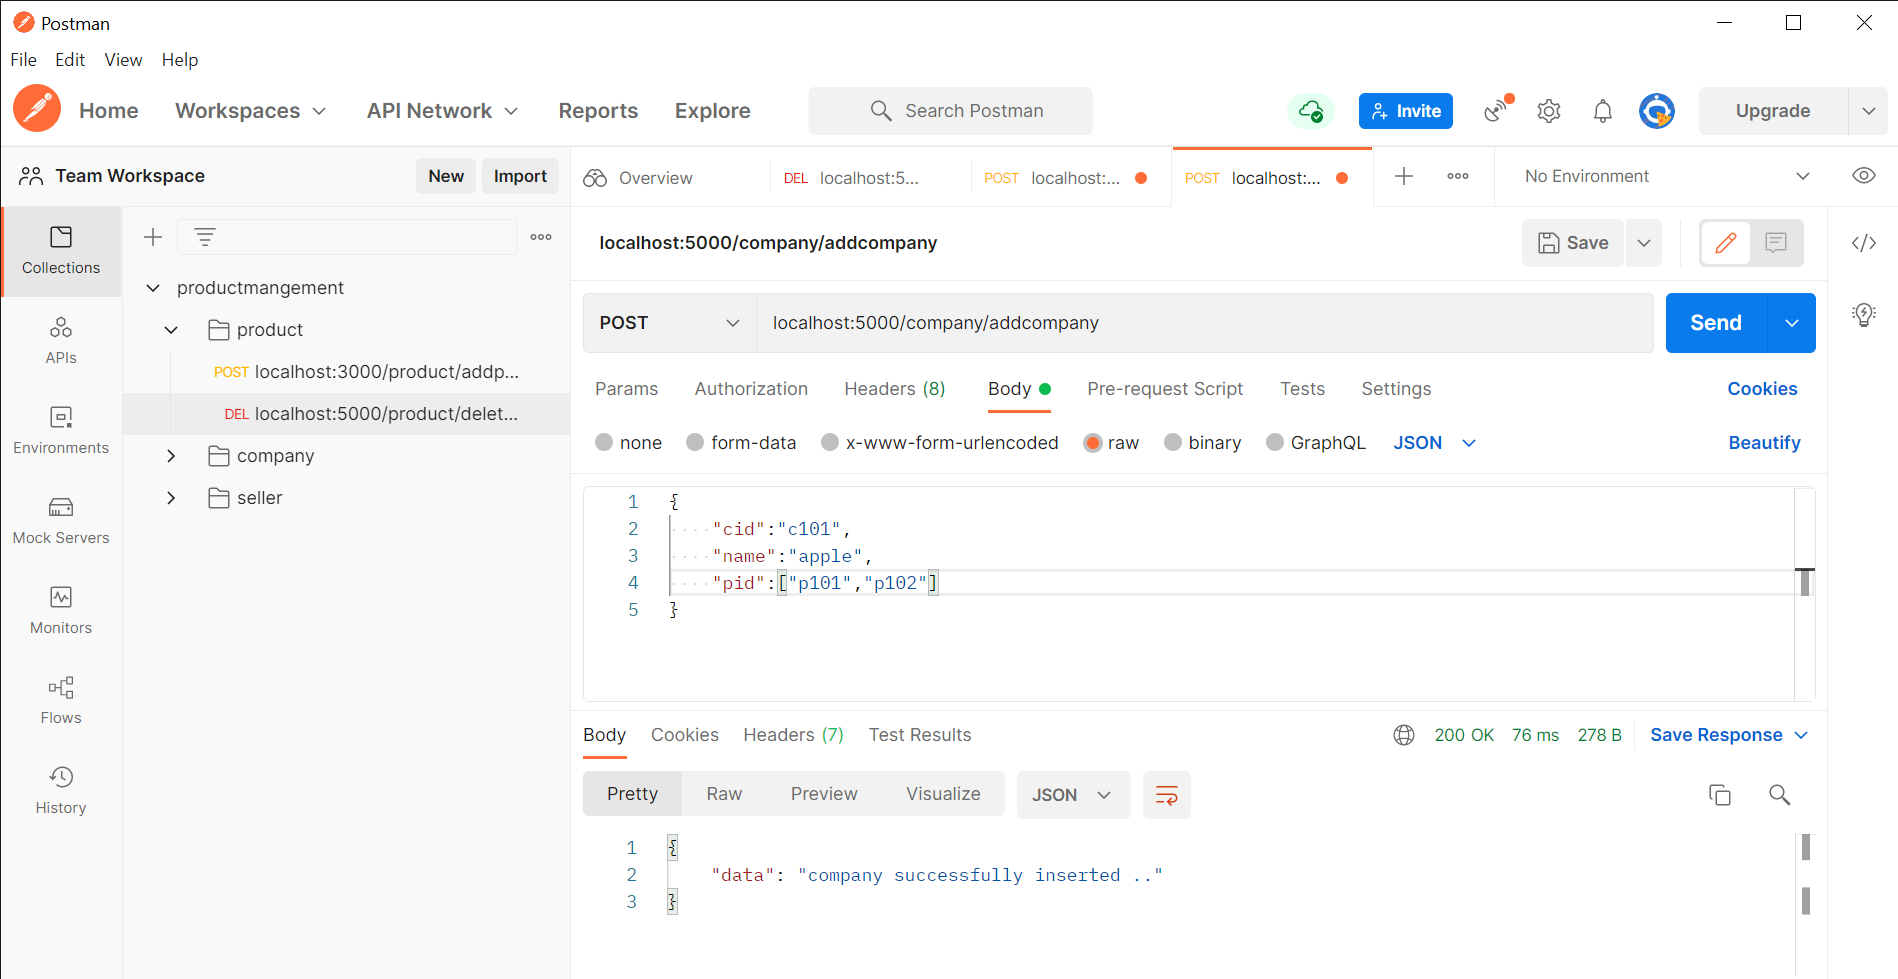 Postman
File Edit View Help
Home Workspaces API Network Reports Explore Search Postman Invite Upgrade
Team Workspace New Import Overview DEL localhost:5... POST localhost:... POST localhost:... No Environment
localhost:5000/company/addcompany Save
Collections
productmangement
POST localhost:5000/company/addcompany Send
product
APIs
POST localhost:3000/product/addp...
Params Authorization Headers (8) Body Pre-request Script Tests Settings Cookies
DEL localhost:5000/product/delet...
Environments
none form-data x-www-form-urlencoded raw binary GraphQL JSON Beautify
company
seller
Mock Servers
Monitors
Flows
History
1 {
2 "cid":"c101",
3 "name":"apple",
4 "pid":["p101","p102"]
5 }
Body Cookies Headers (7) Test Results 200 OK 76 ms 278 B Save Response
Pretty Raw Preview Visualize JSON
1 {
2 "data": "company successfully inserted .."
3 }